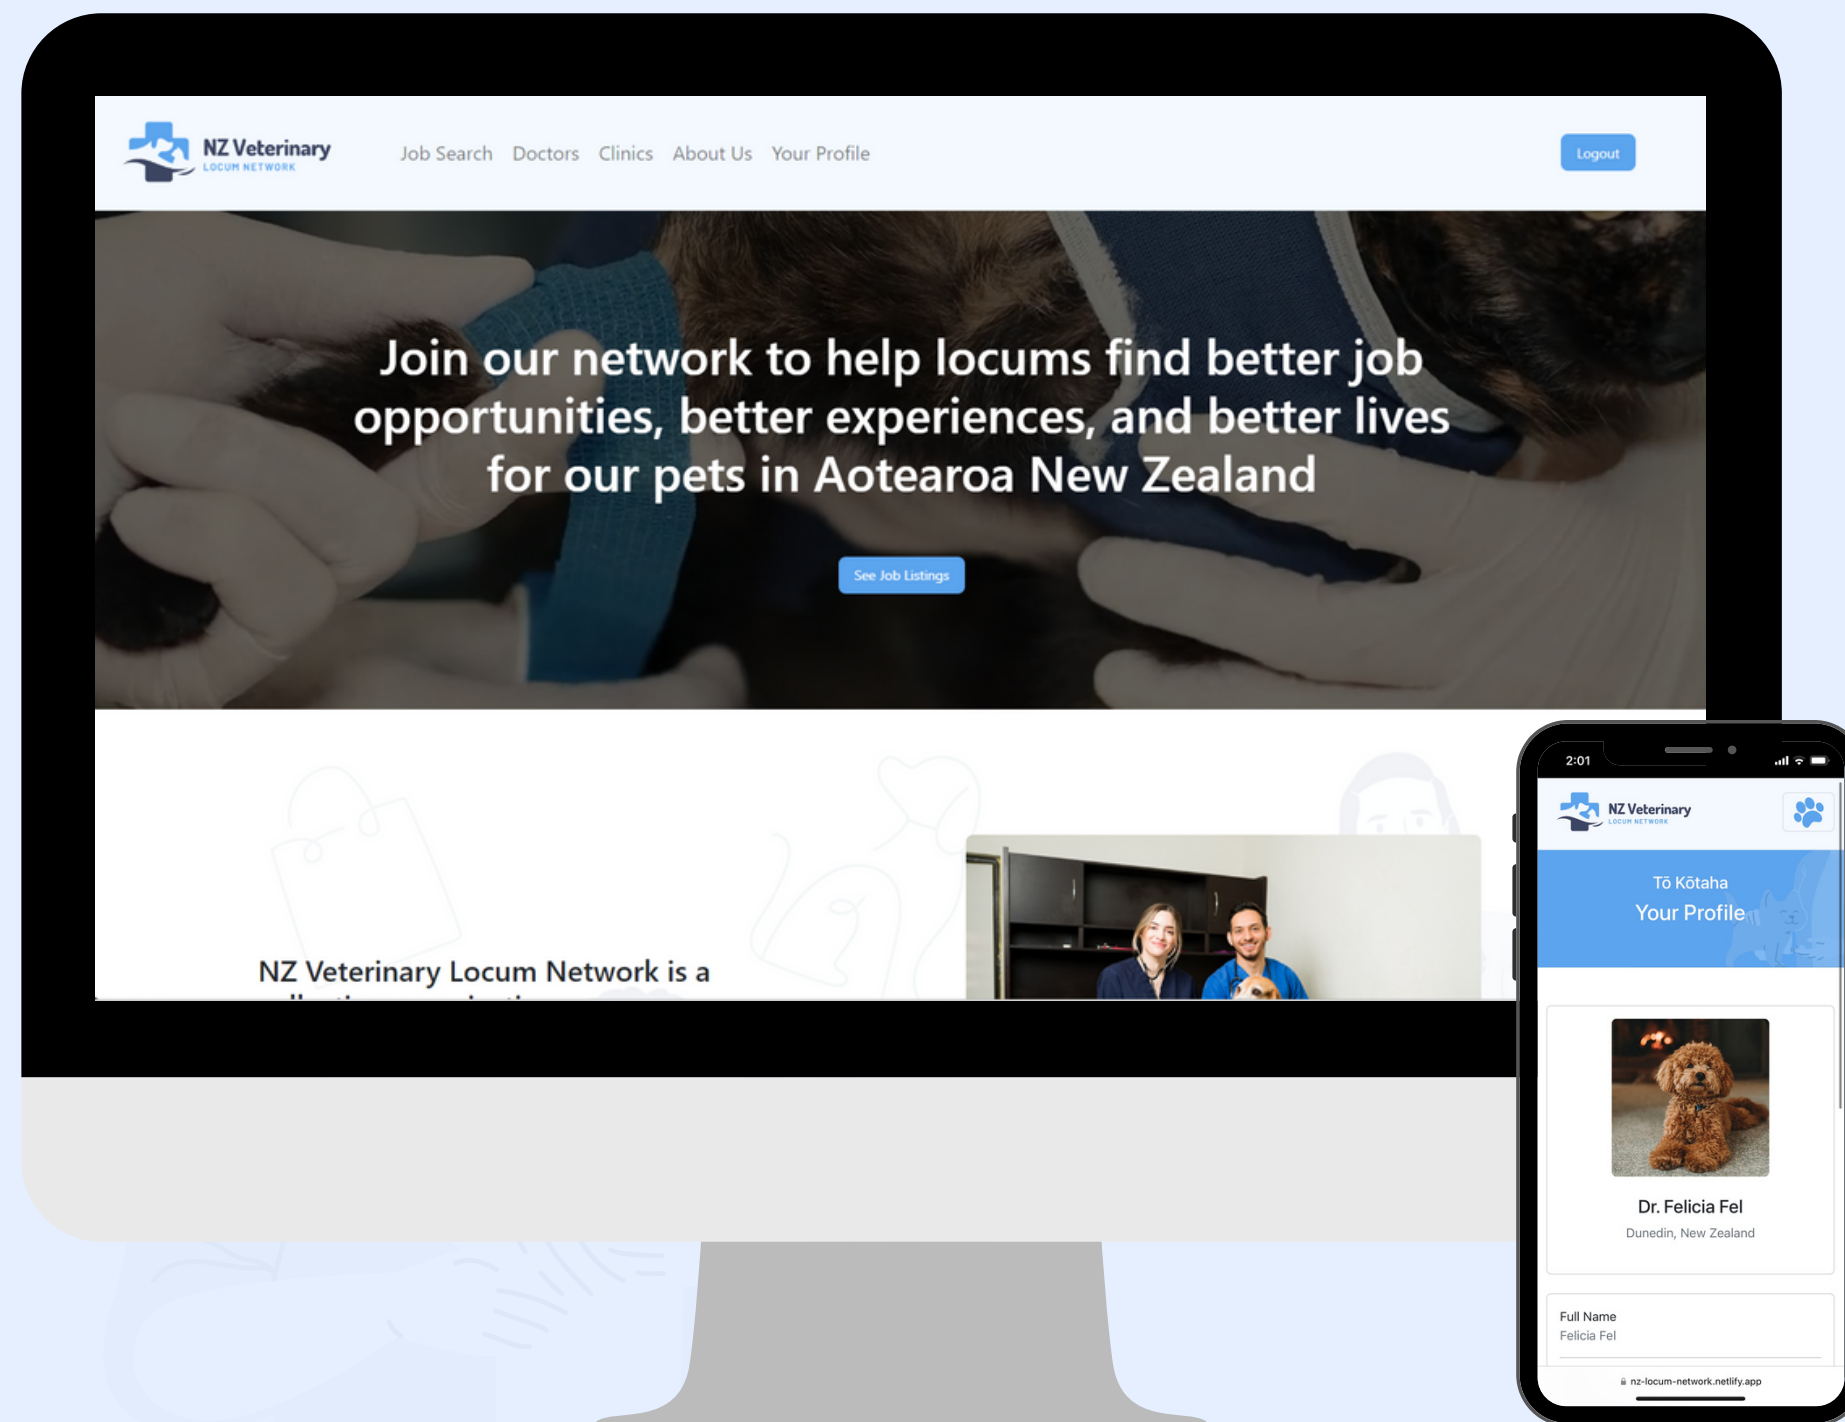 NZ Veterinary
LOCUM NETWORK
Job Search Doctors Clinics About Us Your Profile
Logout
Join our network to help locums find better job
opportunities, better experiences, and better lives
for our pets in Aotearoa New Zealand
See Job Listings
NZ Veterinary Locum Network is a
2:01
NZ Veterinary
LOCUM NETWORK
Tō Kōtaha
Your Profile
Dr. Felicia Fel
Dunedin, New Zealand
Full Name
Felicia Fel
nz-locum-network.netlify.app